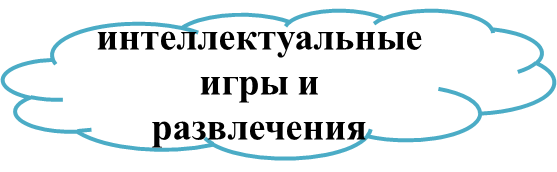 интеллектуальные
игры и
развлечения